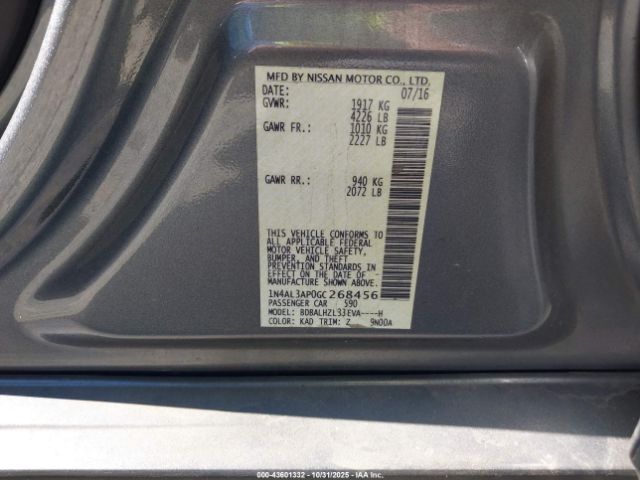 MFD BY NISSAN MOTOR CO., LTD.
DATE: 07/16
GVWR: 1917 KG
4226 LB
GAWR FR.: 1010 KG
2227 LB
GAWR RR.: 940 KG
2072 LB
THIS VEHICLE CONFORMS TO
ALL APPLICABLE FEDERAL
MOTOR VEHICLE SAFETY,
BUMPER, AND THEFT
PREVENTION STANDARDS IN
EFFECT ON THE DATE OF
MANUFACTURE SHOWN ABOVE.
1N4AL3AP0GC268456
PASSENGER CAR 590
MODEL: BDBALHZL33EVA----H
COLOR: KAD TRIM: Z 9N00A
000-43601332 - 10/31/2025 - IAA Inc.